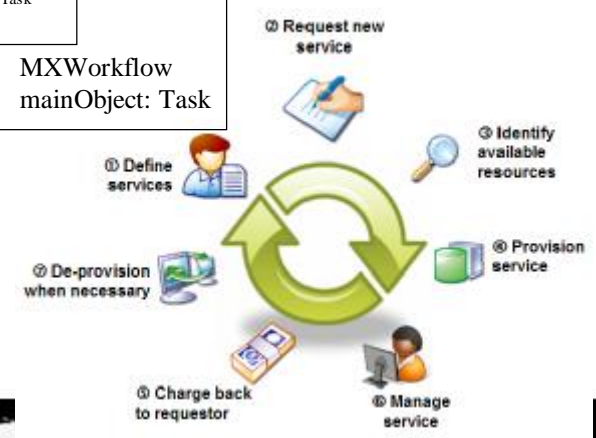 Task
MXWorkflow
mainObject: Task
② Request new
service
① Define
services
③ Identify
available
resources
④ Provision
service
⑦ De-provision
when necessary
⑤ Charge back
to requestor
⑥ Manage
service